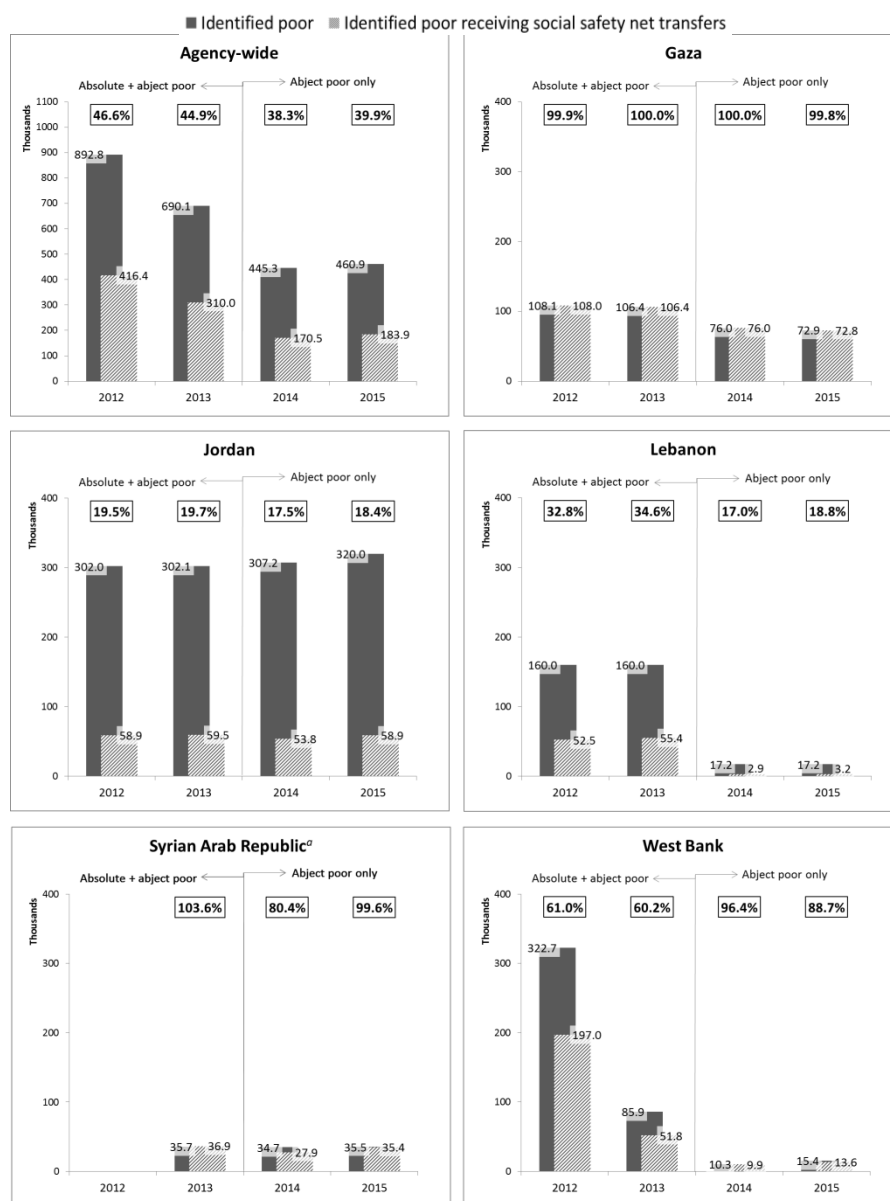 Identified poor Identified poor receiving social safety net transfers
Agency-wide
Absolute + abject poor Abject poor only
Thousands
1100
1000
900
800
700
600
500
400
300
200
100
0
46.6% 44.9% 38.3% 39.9%
892.8
416.4
690.1
310.0
445.3
170.5
460.9
183.9
2012 2013 2014 2015
Gaza
Absolute + abject poor Abject poor only
Thousands
400
300
200
100
0
99.9% 100.0% 100.0% 99.8%
108.1 108.0 106.4 106.4 76.0 76.0 72.9 72.8
2012 2013 2014 2015
Jordan
Absolute + abject poor Abject poor only
Thousands
400
300
200
100
0
19.5% 19.7% 17.5% 18.4%
302.0
58.9
302.1
59.5
307.2
53.8
320.0
58.9
2012 2013 2014 2015
Lebanon
Absolute + abject poor Abject poor only
Thousands
400
300
200
100
0
32.8% 34.6% 17.0% 18.8%
160.0
52.5
160.0
55.4
17.2 2.9
17.2 3.2
2012 2013 2014 2015
Syrian Arab Republicᵃ
Absolute + abject poor Abject poor only
Thousands
400
300
200
100
0
103.6% 80.4% 99.6%
35.7 36.9 34.7 27.9 35.5 35.4
2012 2013 2014 2015
West Bank
Absolute + abject poor Abject poor only
Thousands
400
300
200
100
0
61.0% 60.2% 96.4% 88.7%
322.7
197.0
85.9
51.8
10.3 9.9
15.4 13.6
2012 2013 2014 2015